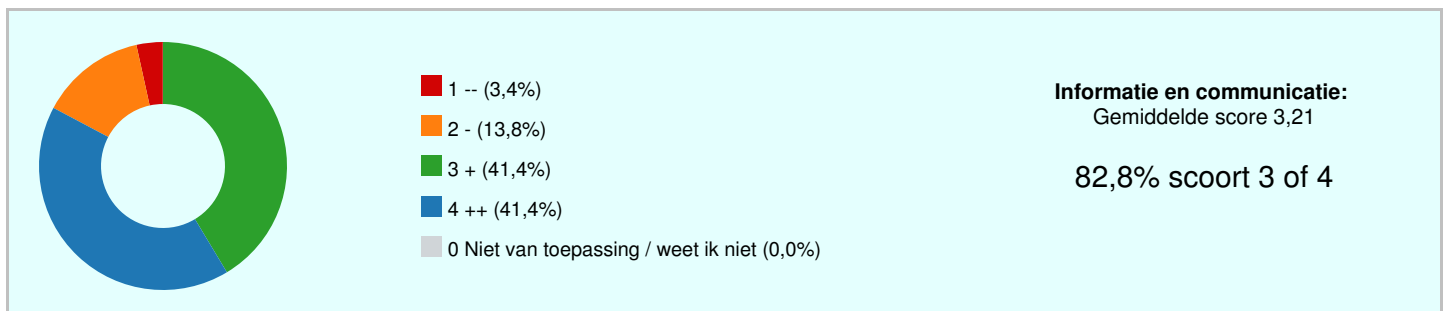 1 -- (3,4%)
2 - (13,8%)
3 + (41,4%)
4 ++ (41,4%)
0 Niet van toepassing / weet ik niet (0,0%)
Informatie en communicatie:
Gemiddelde score 3,21
82,8% scoort 3 of 4